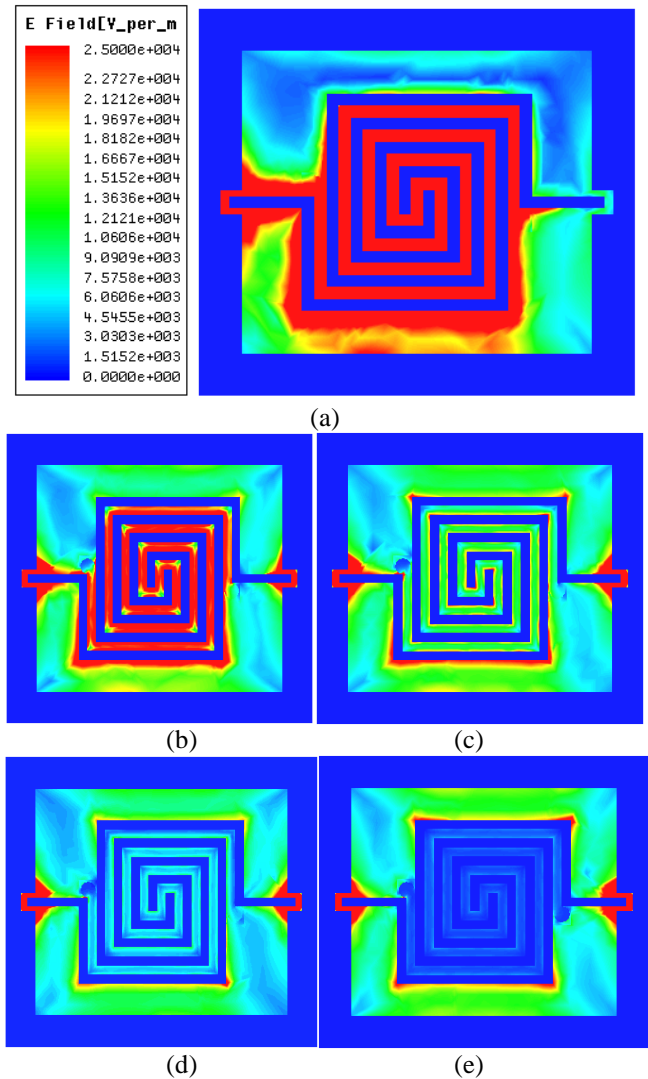 E Field[V_per_m
2.5000e+004
2.2727e+004
2.1212e+004
1.9697e+004
1.8182e+004
1.6667e+004
1.5152e+004
1.3636e+004
1.2121e+004
1.0606e+004
9.0909e+003
7.5758e+003
6.0606e+003
4.5455e+003
3.0303e+003
1.5152e+003
0.0000e+000
(a)
(b) (c)
(d) (e)